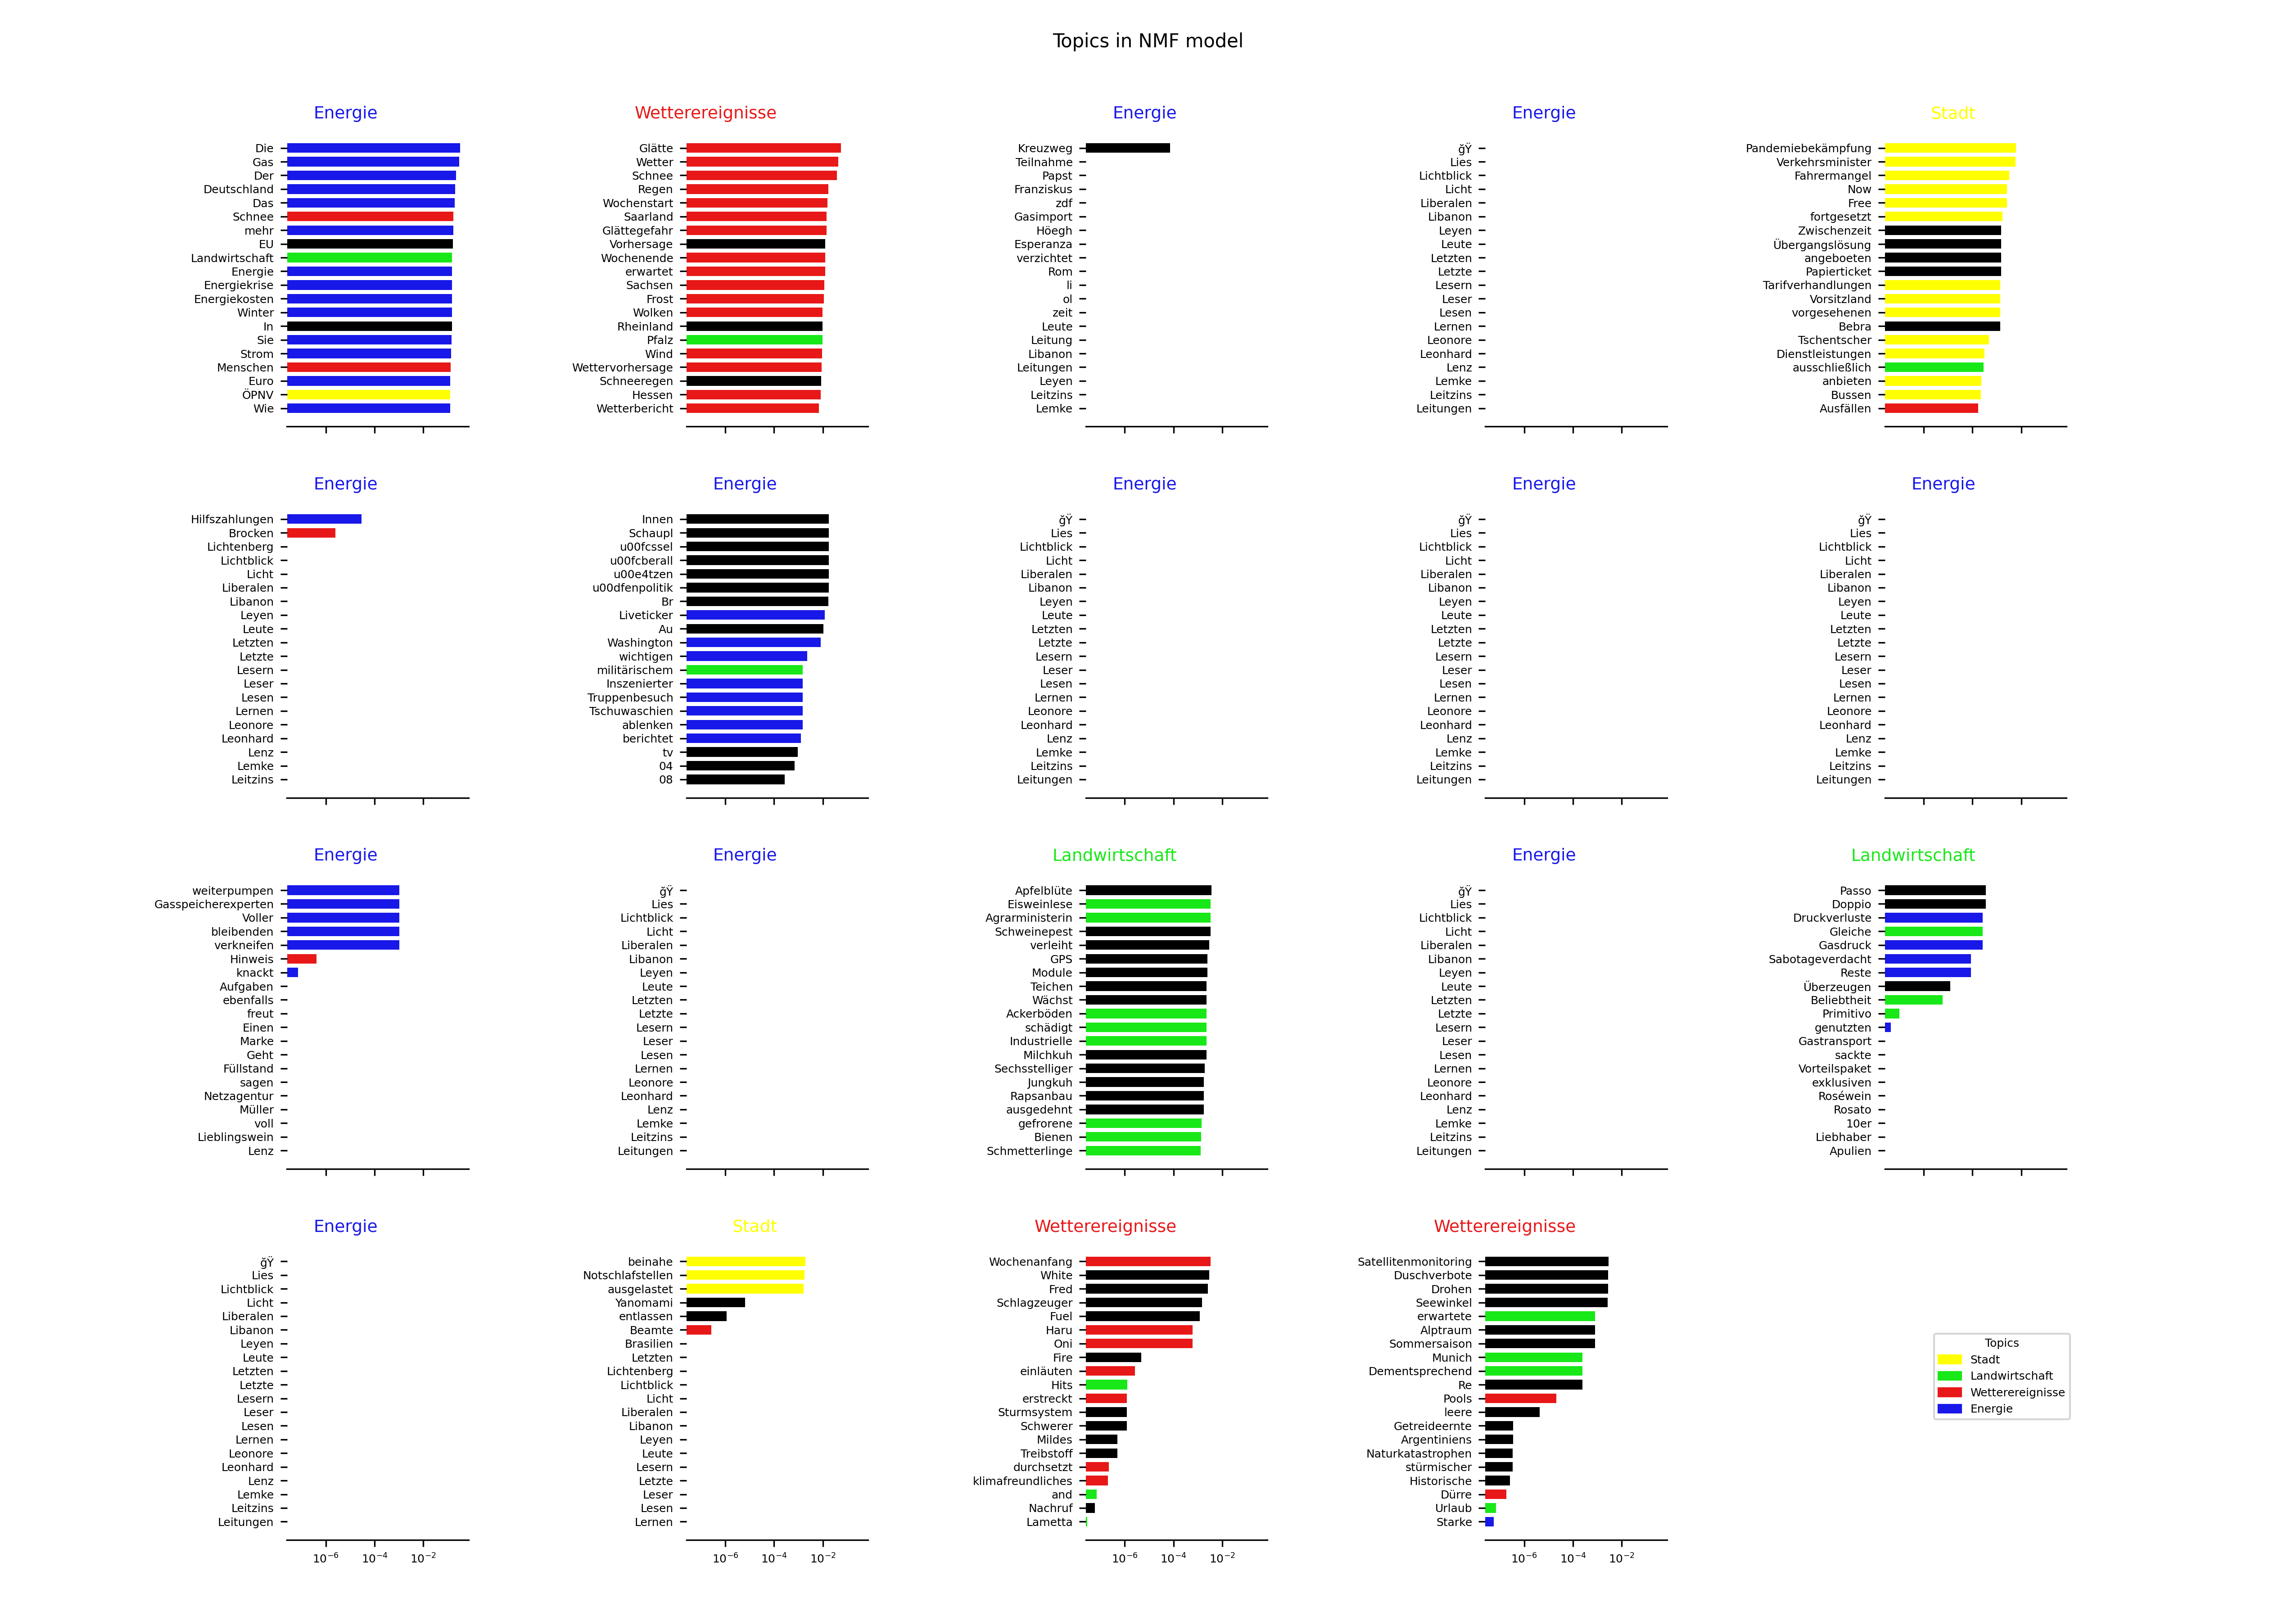 Topics in NMF model
Energie
Die
Gas
Der
Deutschland
Das
Schnee
mehr
EU
Landwirtschaft
Energie
Energiekrise
Energiekosten
Winter
In
Sie
Strom
Menschen
Euro
ÖPNV
Wie
Wetterereignisse
Glätte
Wetter
Schnee
Regen
Wochenstart
Saarland
Glättegefahr
Vorhersage
Wochenende
erwartet
Sachsen
Frost
Wolken
Rheinland
Pfalz
Wind
Wettervorhersage
Schneeregen
Hessen
Wetterbericht
Energie
Kreuzweg
Teilnahme
Papst
Franziskus
zdf
Gasimport
Höegh
Esperanza
verzichtet
Rom
li
ol
zeit
Leute
Leitung
Libanon
Leitungen
Leyen
Leitzins
Lemke
Energie
ğŸ
Lies
Lichtblick
Licht
Liberalen
Libanon
Leyen
Leute
Letzten
Letzte
Lesern
Leser
Lesen
Lernen
Leonore
Leonhard
Lenz
Lemke
Leitzins
Leitungen
Stadt
Pandemiebekämpfung
Verkehrsminister
Fahrermangel
Now
Free
fortgesetzt
Zwischenzeit
Übergangslösung
angeboeten
Papierticket
Tarifverhandlungen
Vorsitzland
vorgesehenen
Bebra
Tschentscher
Dienstleistungen
ausschließlich
anbieten
Bussen
Ausfällen
Energie
Hilfszahlungen
Brocken
Lichtenberg
Lichtblick
Licht
Liberalen
Libanon
Leyen
Leute
Letzten
Letzte
Lesern
Leser
Lesen
Lernen
Leonore
Leonhard
Lenz
Lemke
Leitzins
Energie
Innen
Schaupl
u00fcssel
u00fcberall
u00e4tzen
u00dfenpolitik
Br
Liveticker
Au
Washington
wichtigen
militärischem
Inszenierter
Truppenbesuch
Tschuwaschien
ablenken
berichtet
tv
04
08
Energie
ğŸ
Lies
Lichtblick
Licht
Liberalen
Libanon
Leyen
Leute
Letzten
Letzte
Lesern
Leser
Lesen
Lernen
Leonore
Leonhard
Lenz
Lemke
Leitzins
Leitungen
Energie
ğŸ
Lies
Lichtblick
Licht
Liberalen
Libanon
Leyen
Leute
Letzten
Letzte
Lesern
Leser
Lesen
Lernen
Leonore
Leonhard
Lenz
Lemke
Leitzins
Leitungen
Energie
ğŸ
Lies
Lichtblick
Licht
Liberalen
Libanon
Leyen
Leute
Letzten
Letzte
Lesern
Leser
Lesen
Lernen
Leonore
Leonhard
Lenz
Lemke
Leitzins
Leitungen
Energie
weiterpumpen
Gasspeicherexperten
Voller
bleibenden
verkneifen
Hinweis
knackt
Aufgaben
ebenfalls
freut
Einen
Marke
Geht
Füllstand
sagen
Netzagentur
Müller
voll
Lieblingswein
Lenz
Energie
ğŸ
Lies
Lichtblick
Licht
Liberalen
Libanon
Leyen
Leute
Letzten
Letzte
Lesern
Leser
Lesen
Lernen
Leonore
Leonhard
Lenz
Lemke
Leitzins
Leitungen
Landwirtschaft
Apfelblüte
Eisweinlese
Agrarministerin
Schweinepest
verleiht
GPS
Module
Teichen
Wächst
Ackerböden
schädigt
Industrielle
Milchkuh
Sechsstelliger
Jungkuh
Rapsanbau
ausgedehnt
gefrorene
Bienen
Schmetterlinge
Energie
ğŸ
Lies
Lichtblick
Licht
Liberalen
Libanon
Leyen
Leute
Letzten
Letzte
Lesern
Leser
Lesen
Lernen
Leonore
Leonhard
Lenz
Lemke
Leitzins
Leitungen
Landwirtschaft
Passo
Doppio
Druckverluste
Gleiche
Gasdruck
Sabotageverdacht
Reste
Überzeugen
Beliebtheit
Primitivo
genutzten
Gastransport
sackte
Vorteilspaket
exklusiven
Roséwein
Rosato
10er
Liebhaber
Apulien
Energie
ğŸ
Lies
Lichtblick
Licht
Liberalen
Libanon
Leyen
Leute
Letzten
Letzte
Lesern
Leser
Lesen
Lernen
Leonore
Leonhard
Lenz
Lemke
Leitzins
Leitungen
10⁻⁶ 10⁻⁴ 10⁻²
Stadt
beinahe
Notschlafstellen
ausgelastet
Yanomami
entlassen
Beamte
Brasilien
Letzten
Lichtenberg
Lichtblick
Licht
Liberalen
Libanon
Leyen
Leute
Lesern
Letzte
Leser
Lesen
Lernen
10⁻⁶ 10⁻⁴ 10⁻²
Wetterereignisse
Wochenanfang
White
Fred
Schlagzeuger
Fuel
Haru
Oni
Fire
einläuten
Hits
erstreckt
Sturmsystem
Schwerer
Mildes
Treibstoff
durchsetzt
klimafreundliches
and
Nachruf
Lametta
10⁻⁶ 10⁻⁴ 10⁻²
Wetterereignisse
Satellitenmonitoring
Duschverbote
Drohen
Seewinkel
erwartete
Alptraum
Sommersaison
Munich
Dementsprechend
Re
Pools
leere
Getreideernte
Argentiniens
Naturkatastrophen
stürmischer
Historische
Dürre
Urlaub
Starke
10⁻⁶ 10⁻⁴ 10⁻²
Topics
Stadt
Landwirtschaft
Wetterereignisse
Energie